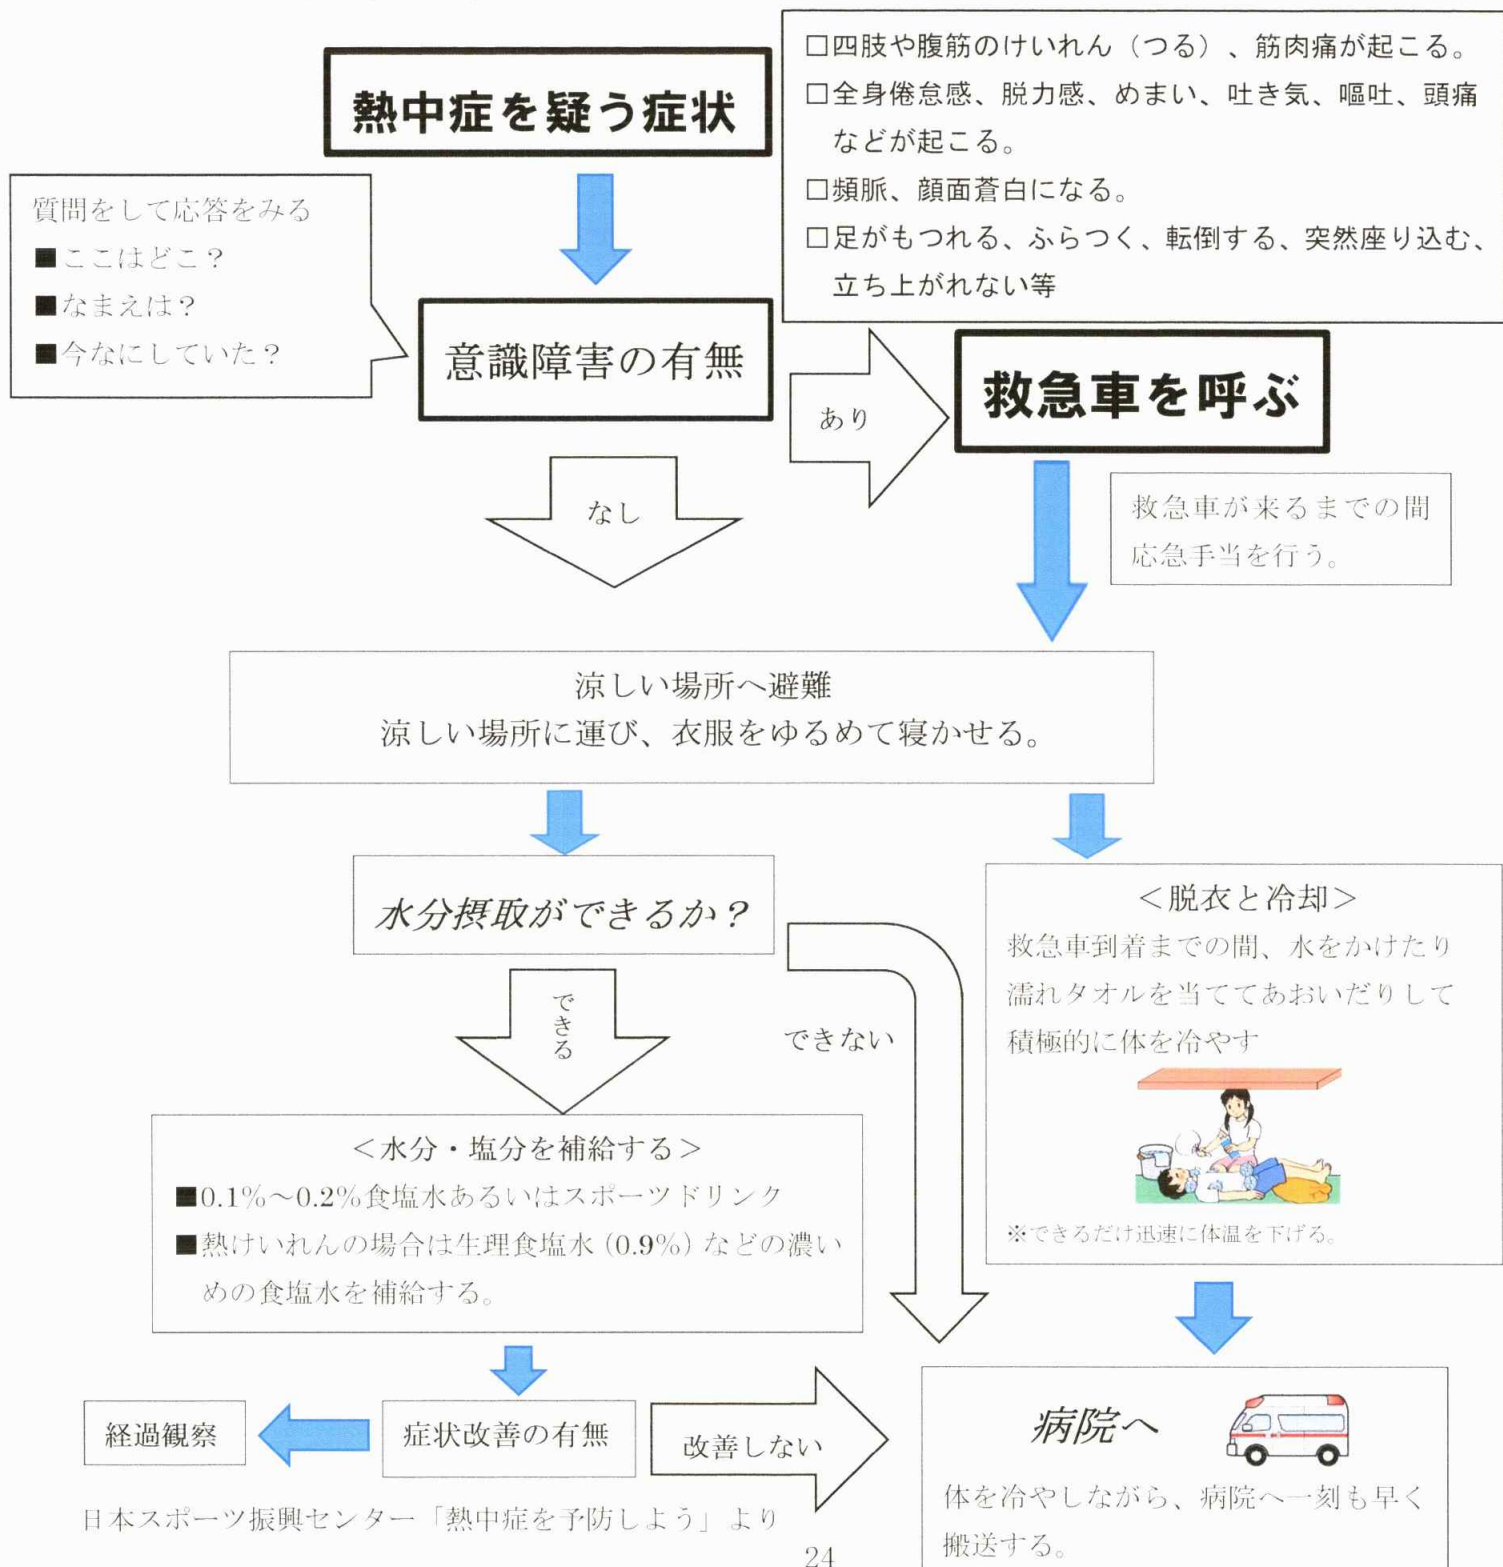 熱中症を疑う症状
□四肢や腹筋のけいれん（つる）、筋肉痛が起こる。
□全身倦怠感、脱力感、めまい、吐き気、嘔吐、頭痛
などが起こる。
□頻脈、顔面蒼白になる。
□足がもつれる、ふらつく、転倒する、突然座り込む、
立ち上がれない等
質問をして応答をみる
■ここはどこ？
■なまえは？
■今なにしていた？
意識障害の有無
あり
救急車を呼ぶ
なし
救急車が来るまでの間
応急手当を行う。
涼しい場所へ避難
涼しい場所に運び、衣服をゆるめて寝かせる。
水分摂取ができるか？
できる
できない
＜脱衣と冷却＞
救急車到着までの間、水をかけたり
濡れタオルを当ててあおいだりして
積極的に体を冷やす
※できるだけ迅速に体温を下げる。
＜水分・塩分を補給する＞
■0.1%～0.2%食塩水あるいはスポーツドリンク
■熱けいれんの場合は生理食塩水（0.9%）などの濃い
めの食塩水を補給する。
経過観察
症状改善の有無
改善しない
病院へ
体を冷やしながら、病院へ一刻も早く
搬送する。
日本スポーツ振興センター「熱中症を予防しよう」より
24